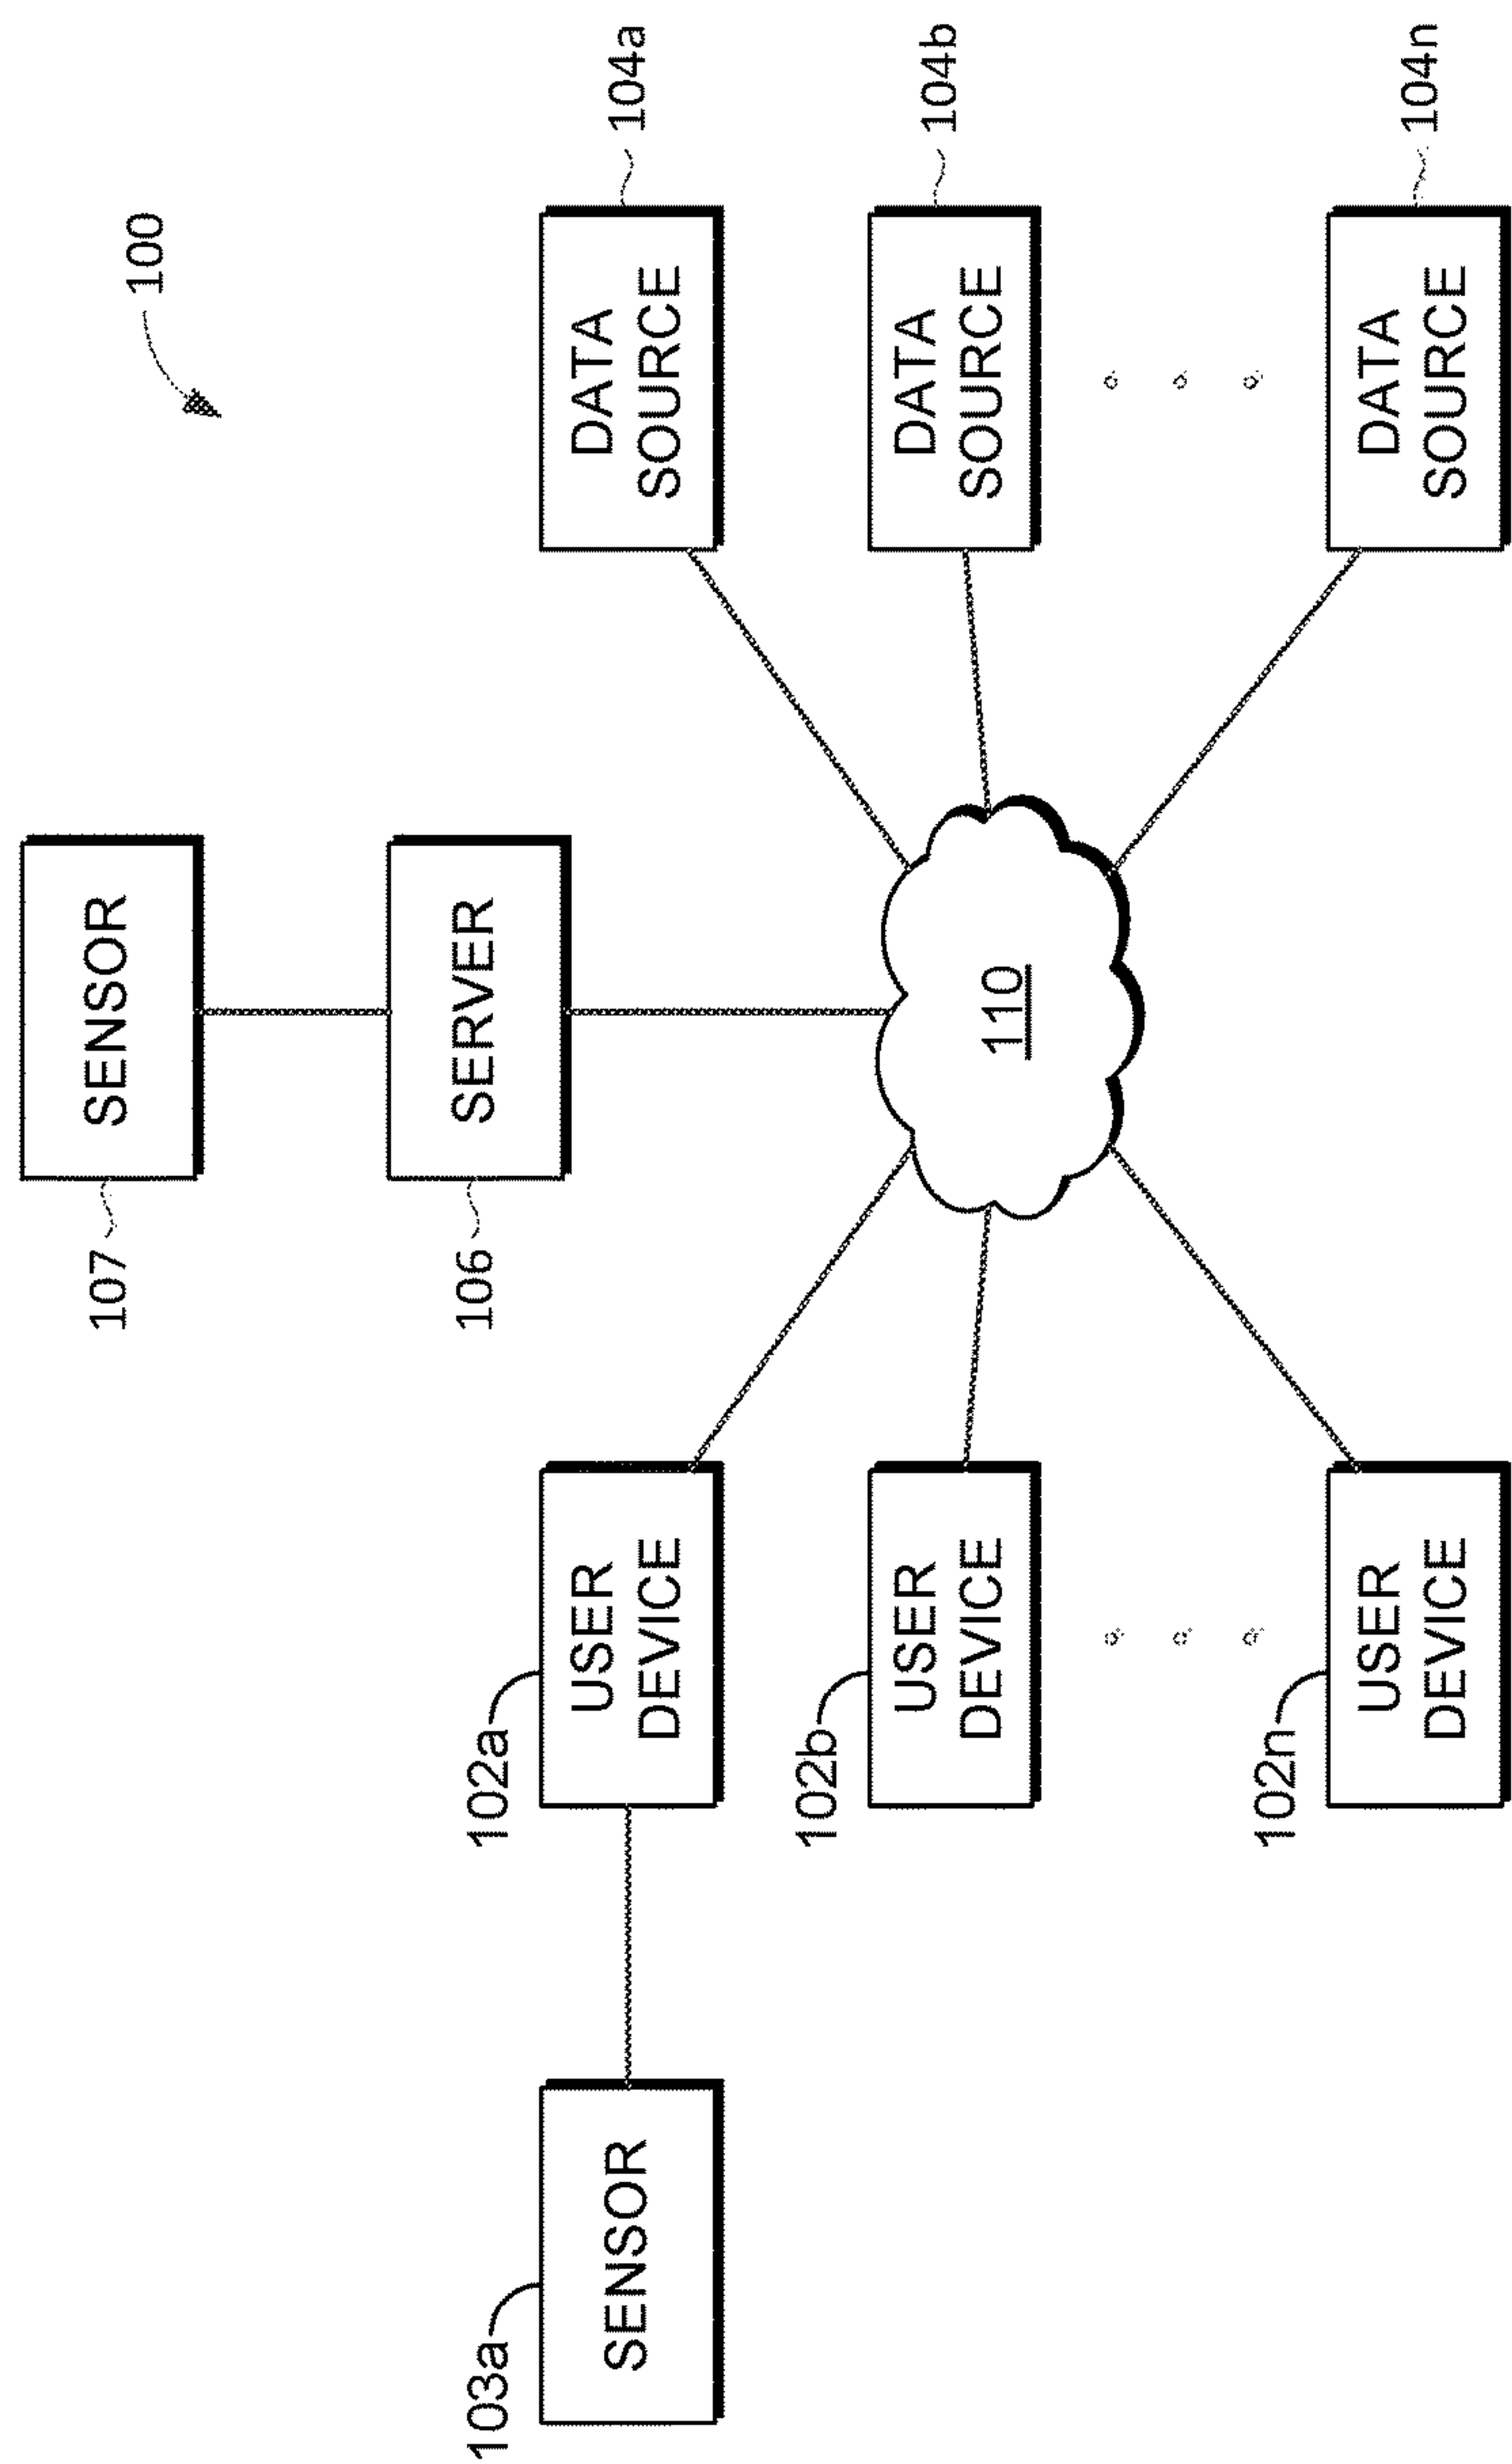 100
SENSOR
107
SERVER
106
102a
USER
DEVICE
DATA
SOURCE
104a
103a
SENSOR
110
102b
USER
DEVICE
DATA
SOURCE
104b
102n
USER
DEVICE
DATA
SOURCE
104n